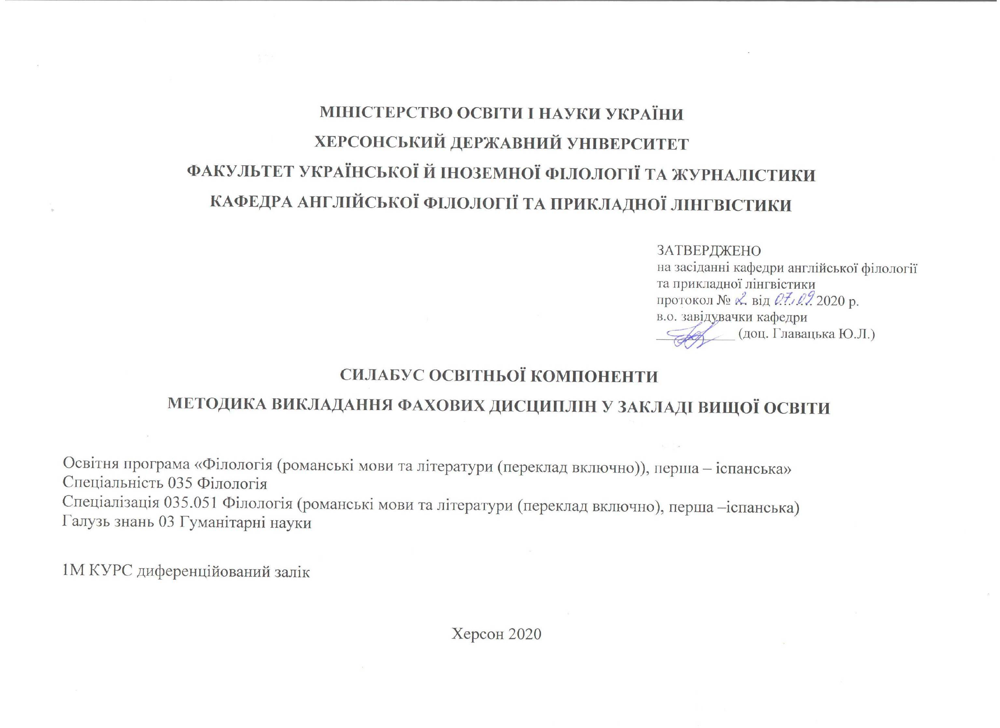 МІНІСТЕРСТВО ОСВІТИ І НАУКИ УКРАЇНИ
ХЕРСОНСЬКИЙ ДЕРЖАВНИЙ УНІВЕРСИТЕТ
ФАКУЛЬТЕТ УКРАЇНСЬКОЇ Й ІНОЗЕМНОЇ ФІЛОЛОГІЇ ТА ЖУРНАЛІСТИКИ
КАФЕДРА АНГЛІЙСЬКОЇ ФІЛОЛОГІЇ ТА ПРИКЛАДНОЇ ЛІНГВІСТИКИ
ЗАТВЕРДЖЕНО
на засіданні кафедри англійської філології
та прикладної лінгвістики
протокол № 2 від 07.09 2020 р.
в.о. завідувачки кафедри
(доц. Главацька Ю.Л.)
СИЛАБУС ОСВІТНЬОЇ КОМПОНЕНТИ
МЕТОДИКА ВИКЛАДАННЯ ФАХОВИХ ДИСЦИПЛІН У ЗАКЛАДІ ВИЩОЇ ОСВІТИ
Освітня програма «Філологія (романські мови та літератури (переклад включно)), перша – іспанська»
Спеціальність 035 Філологія
Спеціалізація 035.051 Філологія (романські мови та літератури (переклад включно), перша –іспанська)
Галузь знань 03 Гуманітарні науки
1М КУРС диференційований залік
Херсон 2020